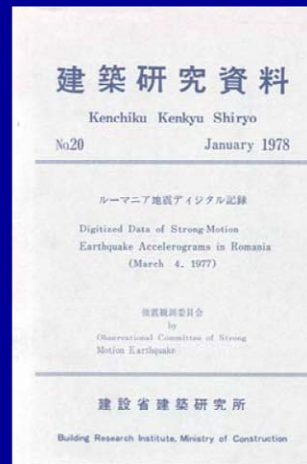 建築研究資料
Kenchiku Kenkyu Shiryo
No.20 January 1978
ルーマニア地震ディジタル記録
Digitized Data of Strong-Motion
Earthquake Accelerograms in Romania
(March 4, 1977)
強震観測委員会
by
Observational Committee of Strong
Motion Earthquake
建設省建築研究所
Building Research Institute, Ministry of Construction